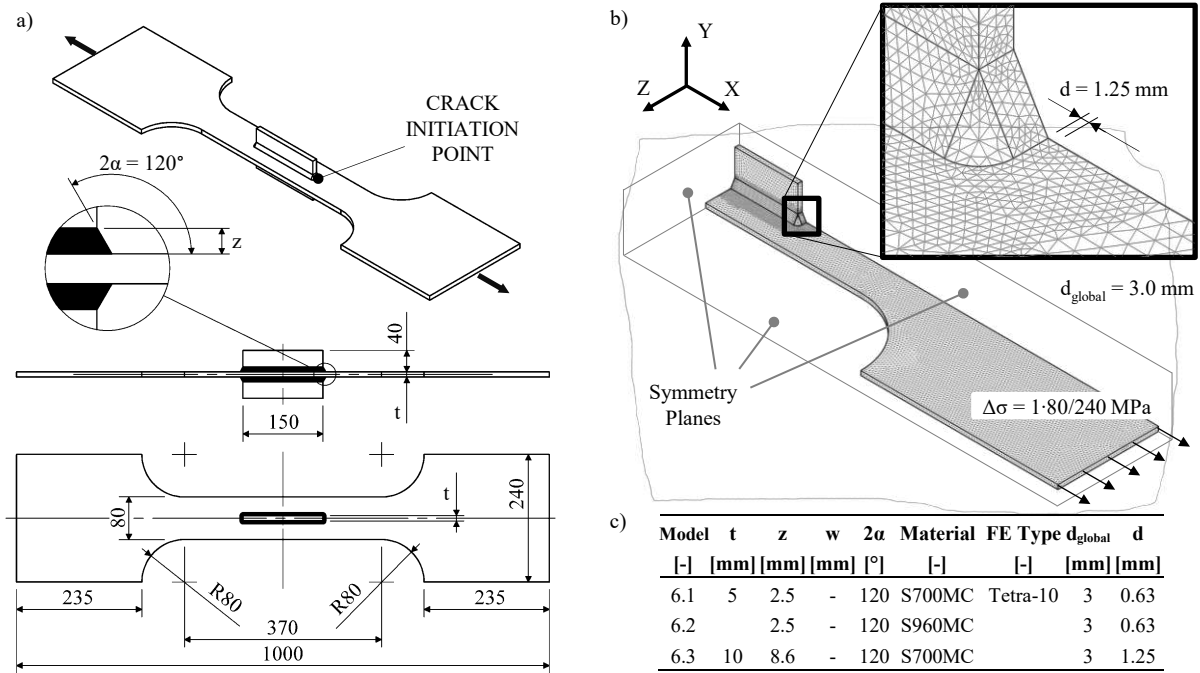 a)
CRACK
INITIATION
POINT
2α = 120°
z
40
t
150
t
80
240
R80
R80
235
235
370
1000
b)
Y
Z
X
d = 1.25 mm
d_global = 3.0 mm
Symmetry
Planes
Δσ = 1·80/240 MPa
c)
Model t z w 2α Material FE Type d_global d
[-] [mm] [mm] [mm] [°] [-] [-] [mm] [mm]
6.1 5 2.5 - 120 S700MC Tetra-10 3 0.63
6.2 2.5 - 120 S960MC 3 0.63
6.3 10 8.6 - 120 S700MC 3 1.25